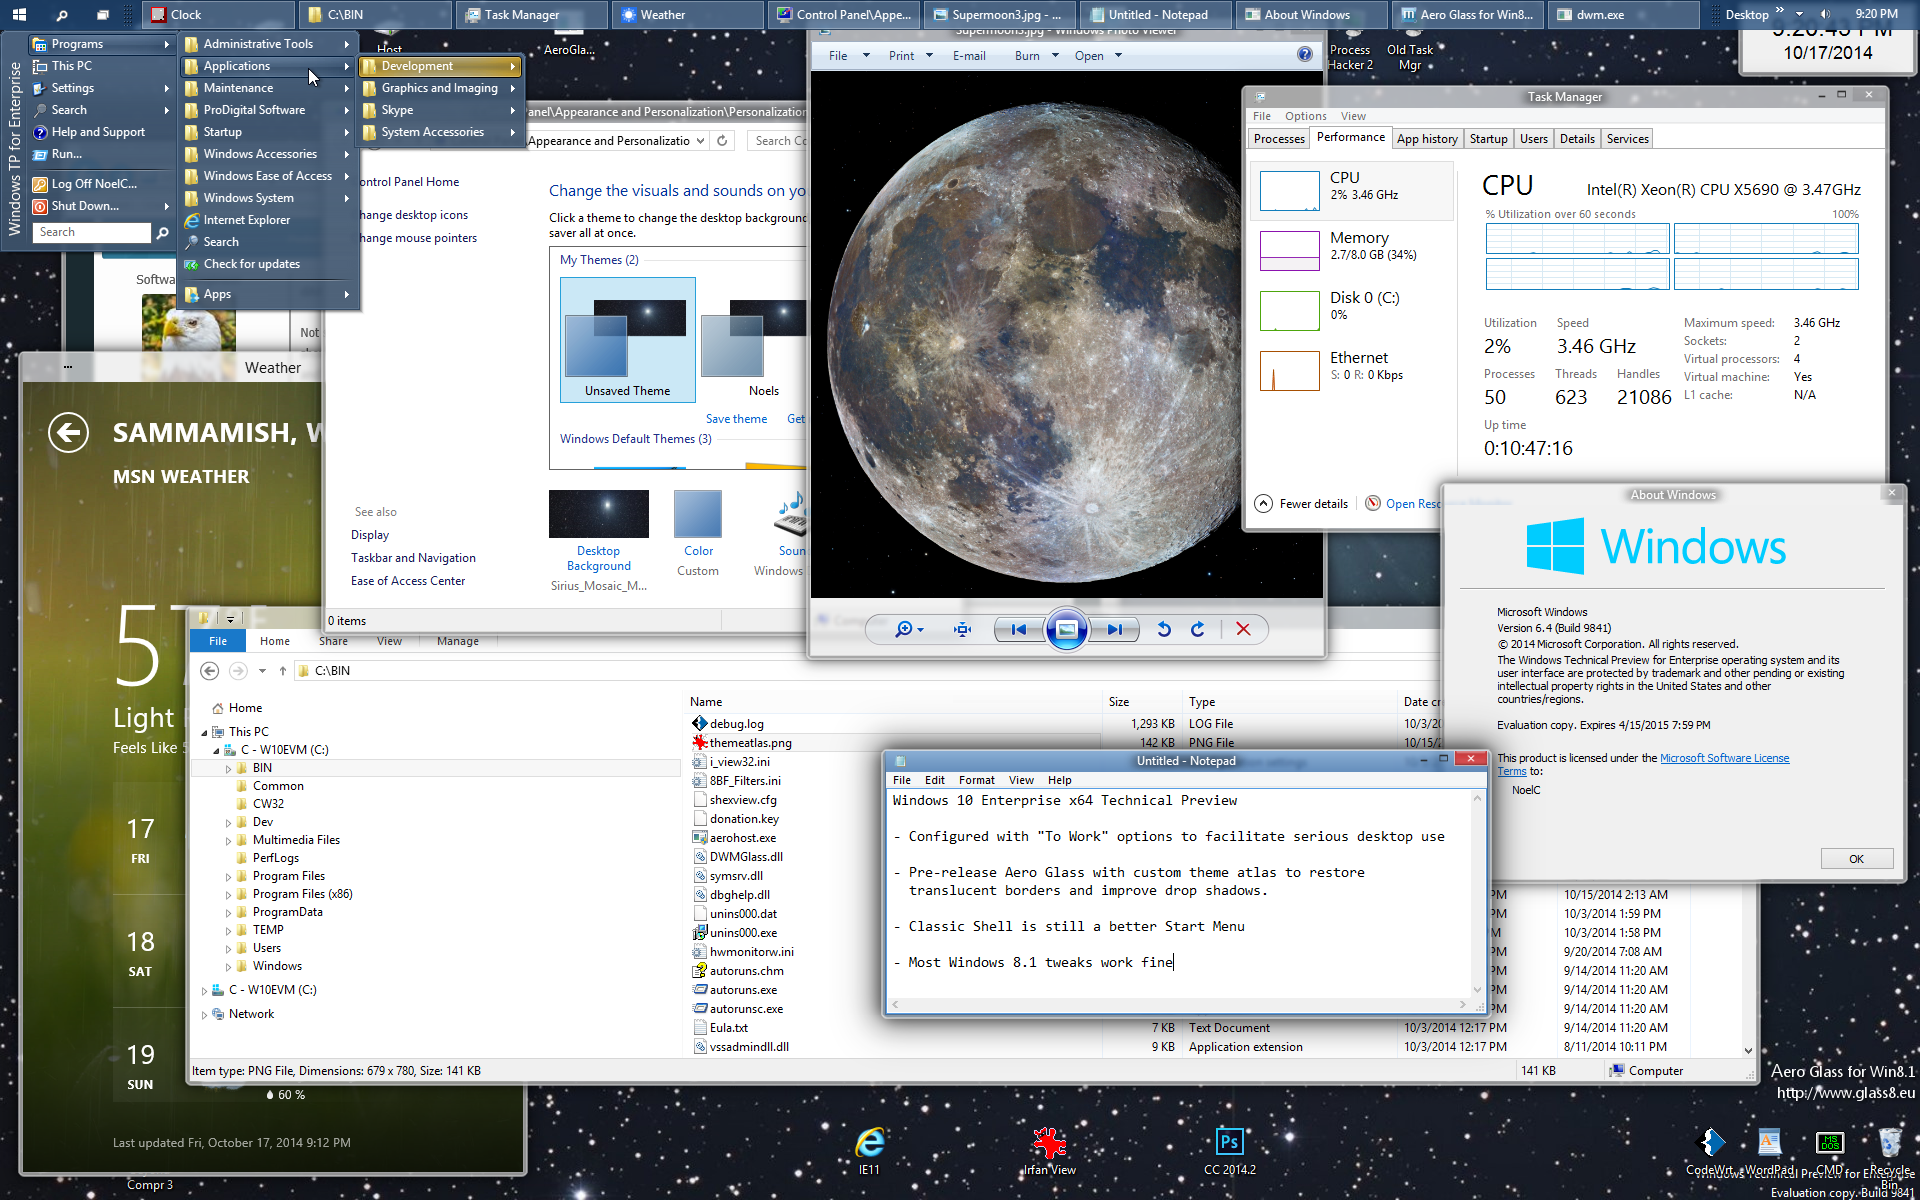 Clock
C:\BIN
Task Manager
Weather
Control Panel\Appe...
Supermoon3.jpg - ...
Untitled - Notepad
About Windows
Aero Glass for Win8...
dwm.exe
Desktop
9:20 PM
Windows TP for Enterprise
Programs
This PC
Settings
Search
Help and Support
Run...
Log Off NoelC...
Shut Down...
Search
Administrative Tools
Applications
Maintenance
ProDigital Software
Startup
Windows Accessories
Windows Ease of Access
Windows System
Internet Explorer
Search
Check for updates
Apps
Development
Graphics and Imaging
Skype
System Accessories
Host
AeroGla...
Process
Hacker 2
Old Task
Mgr
10/17/2014
Softw
Not
anel\Appearance and Personalization\Personalization
Appearance and Personalizatio
Search Co
ontrol Panel Home
hange desktop icons
hange mouse pointers
See also
Display
Taskbar and Navigation
Ease of Access Center
Change the visuals and sounds on yo
Click a theme to change the desktop background
saver all at once.
My Themes (2)
Unsaved Theme
Noels
Save theme
Get
Windows Default Themes (3)
Desktop
Background
Sirius_Mosaic_M...
Color
Custom
Soun
Windows
0 items
Supermoon3.jpg - Windows Photo Viewer
File
Print
E-mail
Burn
Open
Task Manager
File Options View
Processes Performance App history Startup Users Details Services
CPU
2% 3.46 GHz
Memory
2.7/8.0 GB (34%)
Disk 0 (C:)
0%
Ethernet
S: 0 R: 0 Kbps
CPU
Intel(R) Xeon(R) CPU X5690 @ 3.47GHz
% Utilization over 60 seconds
100%
Utilization
2%
Speed
3.46 GHz
Processes
50
Threads
623
Handles
21086
Up time
0:10:47:16
Maximum speed: 3.46 GHz
Sockets: 2
Virtual processors: 4
Virtual machine: Yes
L1 cache: N/A
Fewer details
Open Reso
About Windows
Windows
Microsoft Windows
Version 6.4 (Build 9841)
© 2014 Microsoft Corporation. All rights reserved.
The Windows Technical Preview for Enterprise operating system and its
user interface are protected by trademark and other pending or existing
intellectual property rights in the United States and other
countries/regions.
Evaluation copy. Expires 4/15/2015 7:59 PM
This product is licensed under the Microsoft Software License
Terms to:
NoelC
OK
Weather
SAMMAMISH, W
MSN WEATHER
57
Light
Feels Like 5
17
FRI
18
SAT
19
SUN
60 %
Last updated Fri, October 17, 2014 9:12 PM
File Home Share View Manage
C:\BIN
Home
This PC
C - W10EVM (C:)
BIN
Common
CW32
Dev
Multimedia Files
PerfLogs
Program Files
Program Files (x86)
ProgramData
TEMP
Users
Windows
C - W10EVM (C:)
Network
Name Size Type Date cr
debug.log 1,293 KB LOG File 10/3/20
themeatlas.png 142 KB PNG File 10/15/2
i_view32.ini
8BF_Filters.ini
shexview.cfg
donation.key
aerohost.exe
DWMGlass.dll
symsrv.dll
dbghelp.dll PM 10/15/2014 2:13 AM
unins000.dat PM 10/3/2014 1:59 PM
unins000.exe PM 10/3/2014 1:58 PM
hwmonitorw.ini PM 9/20/2014 7:08 AM
autoruns.chm PM 9/14/2014 11:20 AM
autoruns.exe PM 9/14/2014 11:20 AM
autorunsc.exe PM 9/14/2014 11:20 AM
Eula.txt 7 KB Text Document 10/3/2014 12:17 PM 9/14/2014 11:20 AM
vssadmindll.dll 9 KB Application extension 10/3/2014 12:17 PM 8/11/2014 10:11 PM
Item type: PNG File, Dimensions: 679 x 780, Size: 141 KB
141 KB
Computer
Untitled - Notepad
File Edit Format View Help
Windows 10 Enterprise x64 Technical Preview
- Configured with "To Work" options to facilitate serious desktop use
- Pre-release Aero Glass with custom theme atlas to restore
translucent borders and improve drop shadows.
- Classic Shell is still a better Start Menu
- Most Windows 8.1 tweaks work fine
Aero Glass for Win8.1
http://www.glass8.eu
Compr 3
IE11
Irfan View
CC 2014.2
CodeWrt
WordPad
CMD
Recycle
Bin
Windows Technical Preview for Enterprise
Evaluation copy. Build 9841